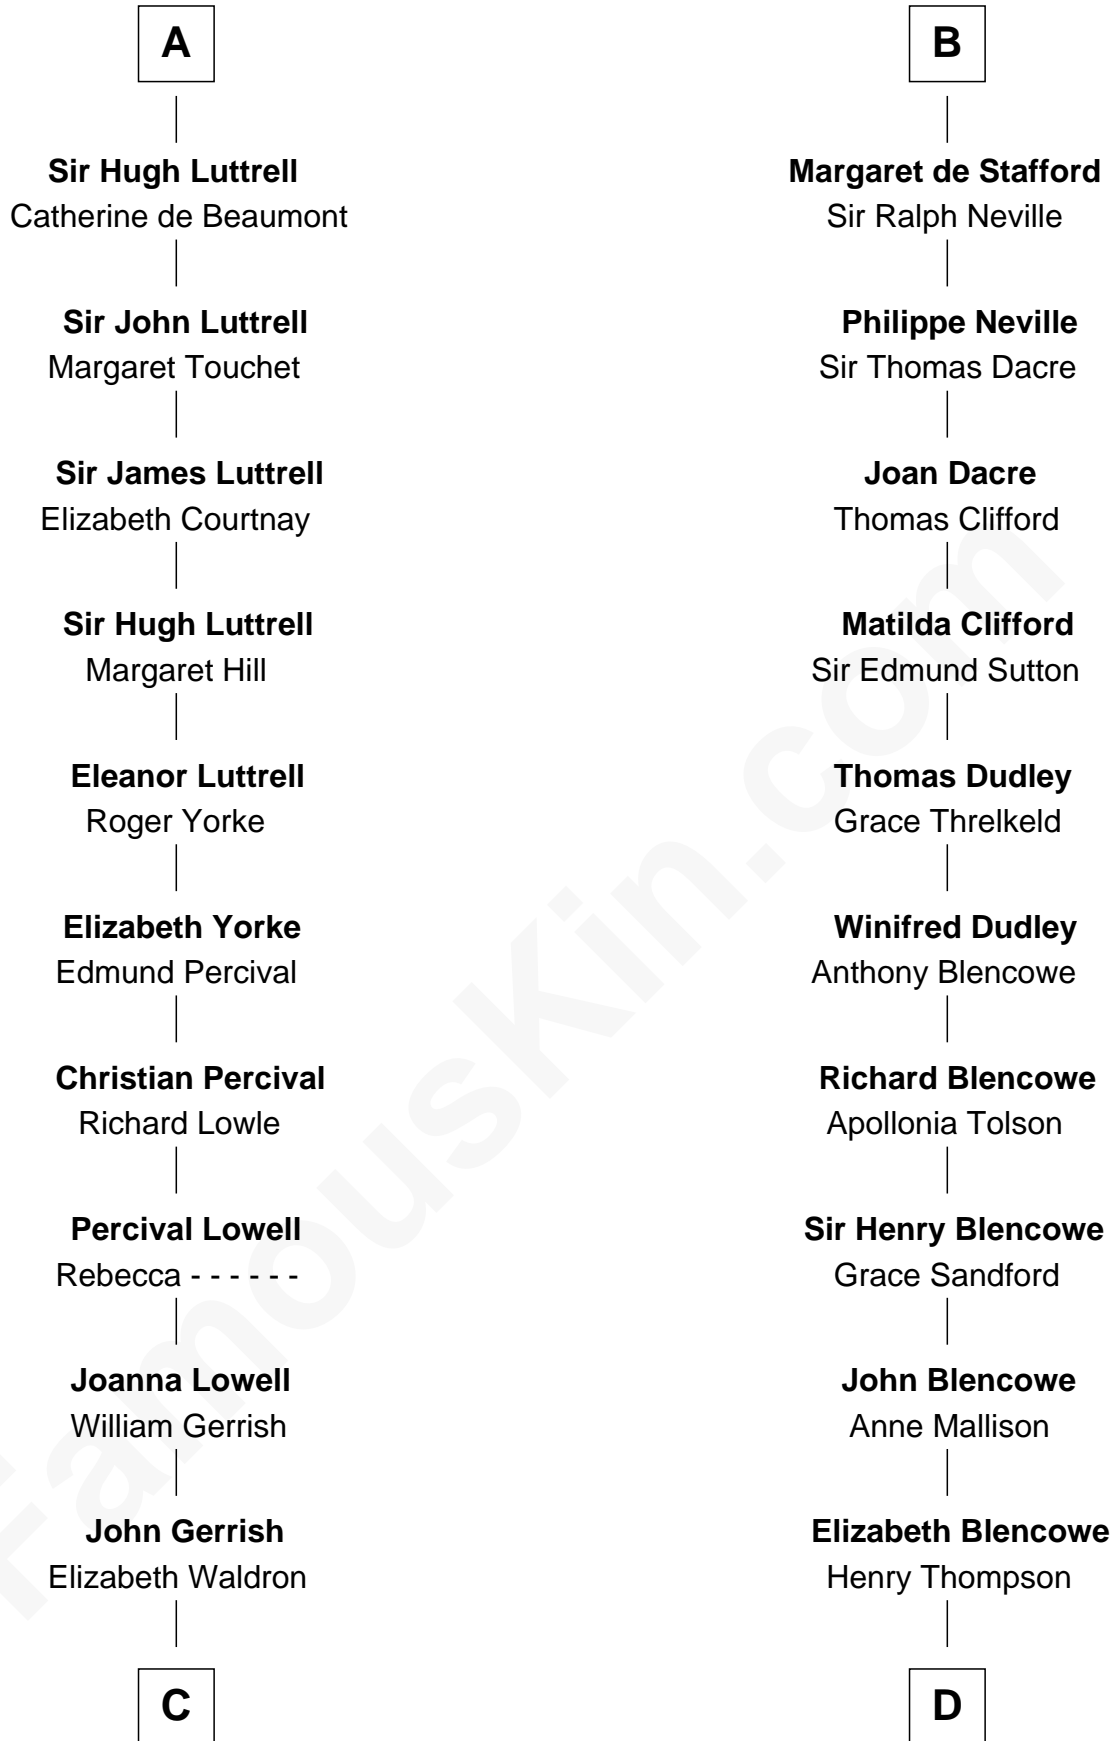 A
Sir Hugh Luttrell
Catherine de Beaumont
Sir John Luttrell
Margaret Touchet
Sir James Luttrell
Elizabeth Courtnay
Sir Hugh Luttrell
Margaret Hill
Eleanor Luttrell
Roger Yorke
Elizabeth Yorke
Edmund Percival
Christian Percival
Richard Lowle
Percival Lowell
Rebecca - - - - - -
Joanna Lowell
William Gerrish
John Gerrish
Elizabeth Waldron
C
B
Margaret de Stafford
Sir Ralph Neville
Philippe Neville
Sir Thomas Dacre
Joan Dacre
Thomas Clifford
Matilda Clifford
Sir Edmund Sutton
Thomas Dudley
Grace Threlkeld
Winifred Dudley
Anthony Blencowe
Richard Blencowe
Apollonia Tolson
Sir Henry Blencowe
Grace Sandford
John Blencowe
Anne Mallison
Elizabeth Blencowe
Henry Thompson
D
FamousKin.com